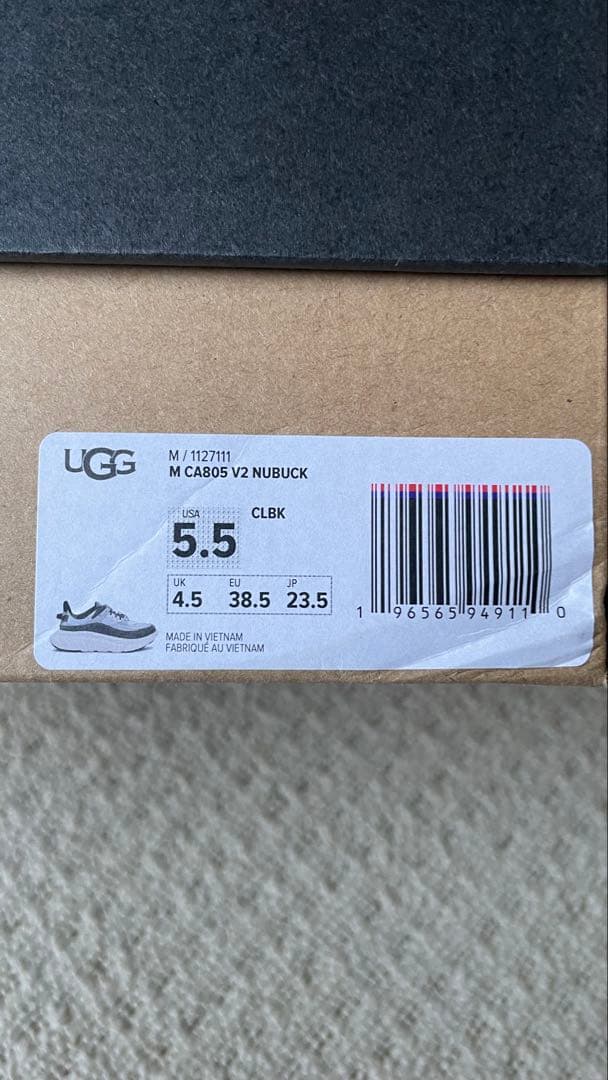 UGG
M / 1127111
M CA805 V2 NUBUCK
USA
5.5
CLBK
UK EU JP
4.5 38.5 23.5
MADE IN VIETNAM
FABRIQUÉ AU VIETNAM
1 96565 94911 0